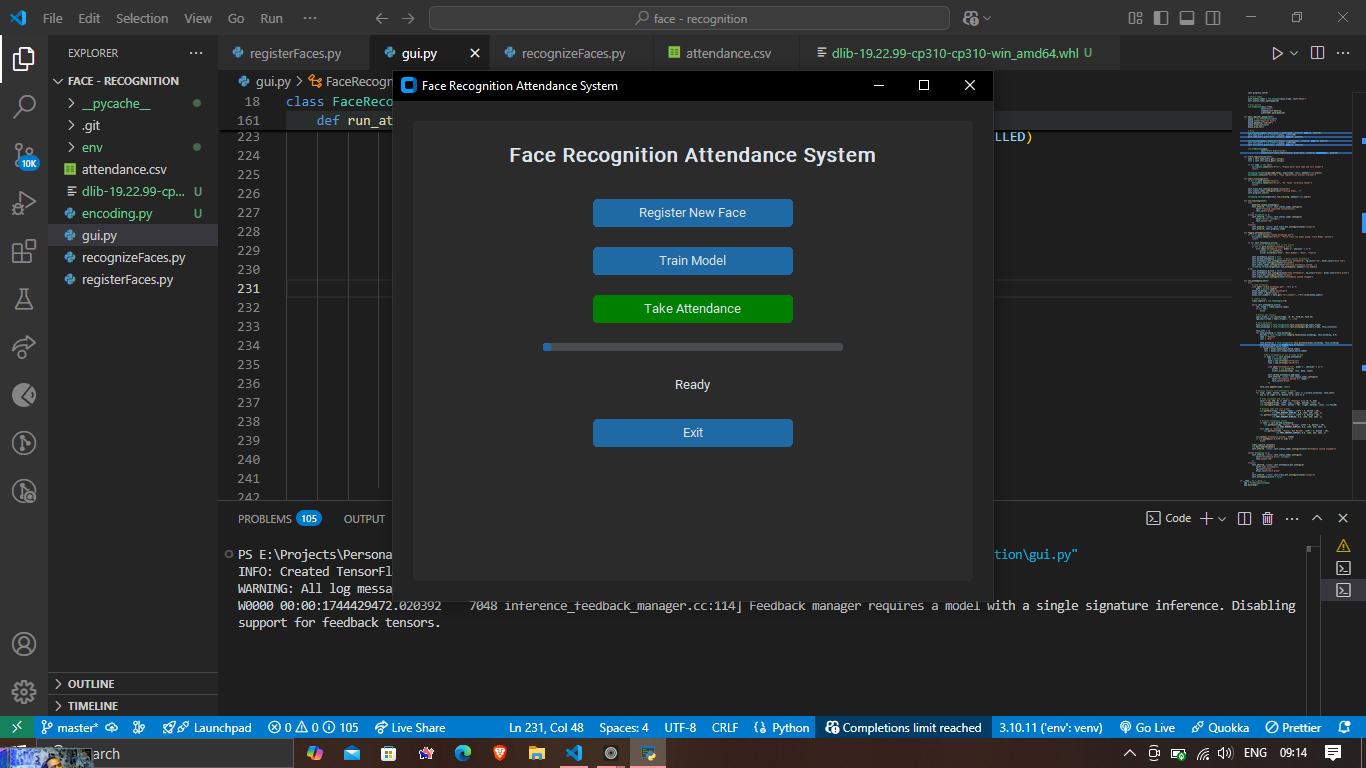 File Edit Selection View Go Run ··· face - recognition
EXPLORER ···
registerFaces.py gui.py recognizeFaces.py attendance.csv dlib-19.22.99-cp310-cp310-win_amd64.whl U
FACE - RECOGNITION
gui.py > FaceRecogn
__pycache__
.git
env
attendance.csv
dlib-19.22.99-cp... U
encoding.py U
gui.py
recognizeFaces.py
registerFaces.py
10K
18 class FaceReco
161 def run_at
223 LLED)
224
225
226
227
228
229
230
231
232
233
234
235
236
237
238
239
240
241
242
Face Recognition Attendance System
Face Recognition Attendance System
Register New Face
Train Model
Take Attendance
Ready
Exit
PROBLEMS 105 OUTPUT Code
PS E:\Projects\Persona tion\gui.py"
INFO: Created TensorFl
WARNING: All log messa
W0000 00:00:1744429472.020392 7048 inference_feedback_manager.cc:114] Feedback manager requires a model with a single signature inference. Disabling
support for feedback tensors.
OUTLINE
TIMELINE
master* Launchpad 0 0 105 Live Share Ln 231, Col 48 Spaces: 4 UTF-8 CRLF Python Completions limit reached 3.10.11 ('env': venv) Go Live Quokka Prettier
arch ENG 09:14